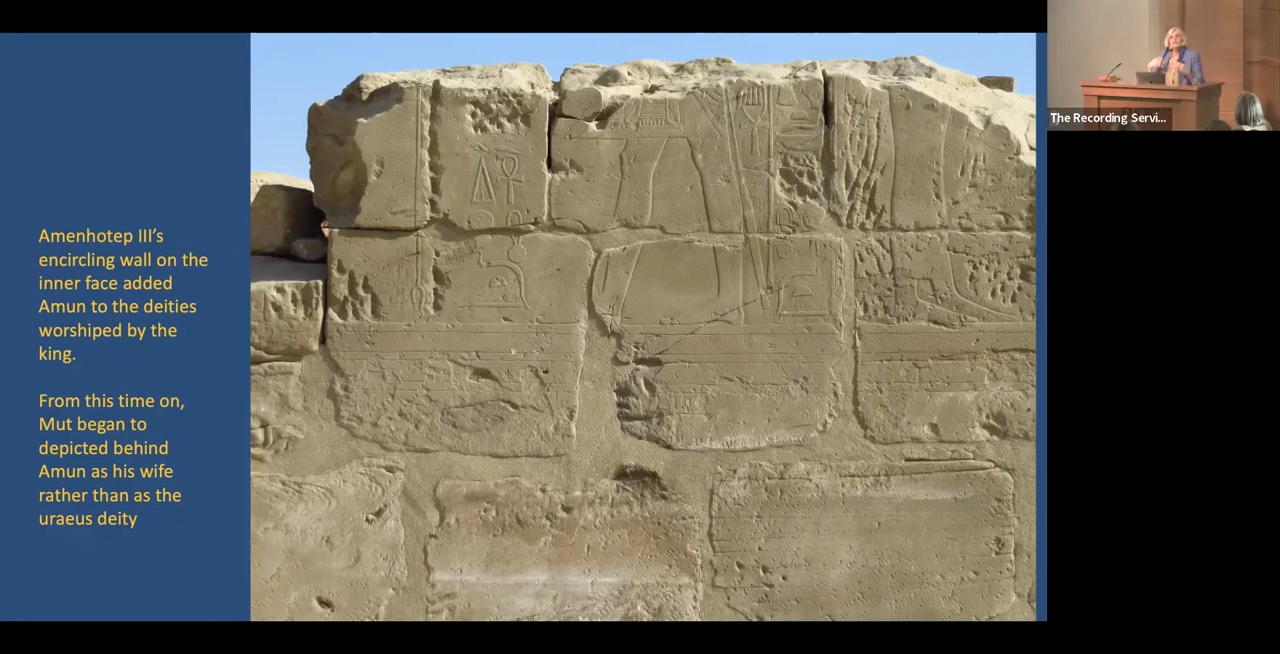 Amenhotep III's
encircling wall on the
inner face added
Amun to the deities
worshiped by the
king.
From this time on,
Mut began to
depicted behind
Amun as his wife
rather than as the
uraeus deity
The Recording Servi...